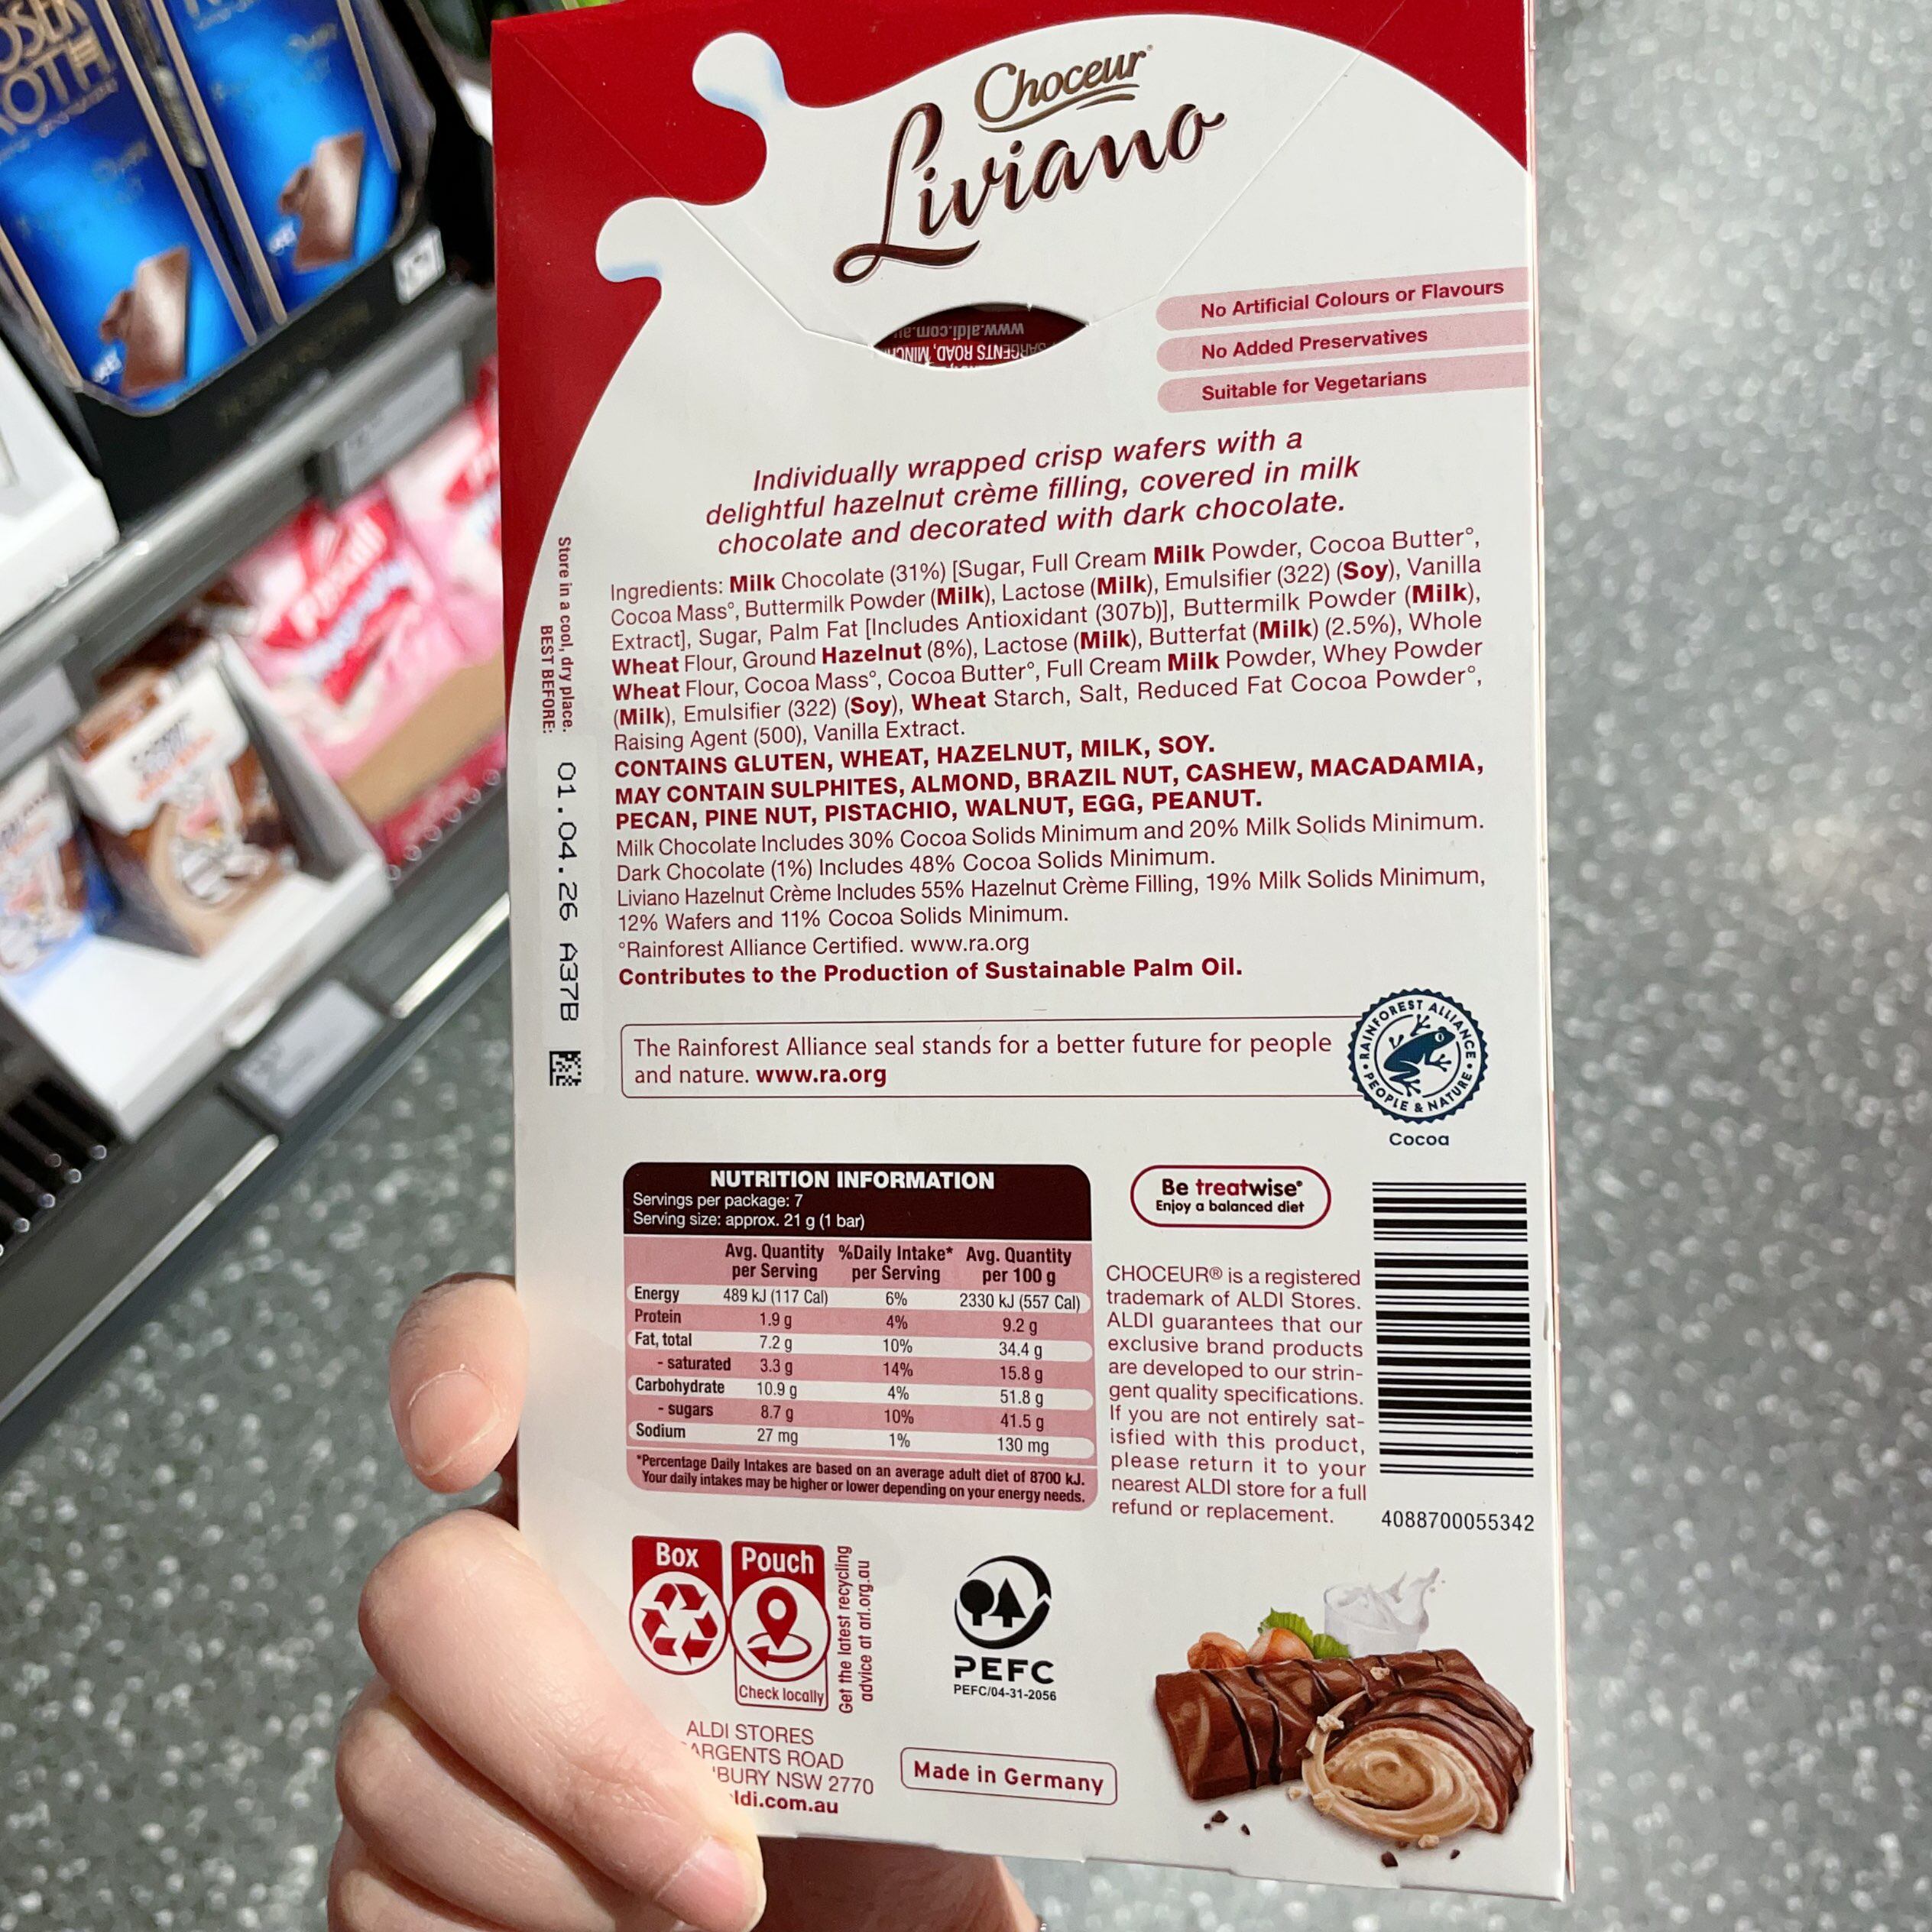 Choceur
Liviano
www.aldi.com.au
SARGENTS ROAD,
No Artificial Colours or Flavours
No Added Preservatives
Suitable for Vegetarians
Individually wrapped crisp wafers with a
delightful hazelnut crème filling, covered in milk
chocolate and decorated with dark chocolate.
Ingredients: Milk Chocolate (31%) [Sugar, Full Cream Milk Powder, Cocoa Butter°,
Cocoa Mass°, Buttermilk Powder (Milk), Lactose (Milk), Emulsifier (322) (Soy), Vanilla
Extract], Sugar, Palm Fat [Includes Antioxidant (307b)], Buttermilk Powder (Milk),
Wheat Flour, Ground Hazelnut (8%), Lactose (Milk), Butterfat (Milk) (2.5%), Whole
Wheat Flour, Cocoa Mass°, Cocoa Butter°, Full Cream Milk Powder, Whey Powder
(Milk), Emulsifier (322) (Soy), Wheat Starch, Salt, Reduced Fat Cocoa Powder°,
Raising Agent (500), Vanilla Extract.
CONTAINS GLUTEN, WHEAT, HAZELNUT, MILK, SOY.
MAY CONTAIN SULPHITES, ALMOND, BRAZIL NUT, CASHEW, MACADAMIA,
PECAN, PINE NUT, PISTACHIO, WALNUT, EGG, PEANUT.
Milk Chocolate Includes 30% Cocoa Solids Minimum and 20% Milk Solids Minimum.
Dark Chocolate (1%) Includes 48% Cocoa Solids Minimum.
Liviano Hazelnut Crème Includes 55% Hazelnut Crème Filling, 19% Milk Solids Minimum,
12% Wafers and 11% Cocoa Solids Minimum.
°Rainforest Alliance Certified. www.ra.org
Contributes to the Production of Sustainable Palm Oil.
Store in a cool, dry place.
BEST BEFORE:
01.04.26 A37B
The Rainforest Alliance seal stands for a better future for people
and nature. www.ra.org
RAINFOREST ALLIANCE
PEOPLE & NATURE
Cocoa
NUTRITION INFORMATION
Servings per package: 7
Serving size: approx. 21 g (1 bar)
Avg. Quantity %Daily Intake* Avg. Quantity
per Serving per Serving per 100 g
Energy 489 kJ (117 Cal) 6% 2330 kJ (557 Cal)
Protein 1.9 g 4% 9.2 g
Fat, total 7.2 g 10% 34.4 g
- saturated 3.3 g 14% 15.8 g
Carbohydrate 10.9 g 4% 51.8 g
- sugars 8.7 g 10% 41.5 g
Sodium 27 mg 1% 130 mg
*Percentage Daily Intakes are based on an average adult diet of 8700 kJ.
Your daily intakes may be higher or lower depending on your energy needs.
Be treatwise®
Enjoy a balanced diet
CHOCEUR® is a registered
trademark of ALDI Stores.
ALDI guarantees that our
exclusive brand products
are developed to our strin-
gent quality specifications.
If you are not entirely sat-
isfied with this product,
please return it to your
nearest ALDI store for a full
refund or replacement.
4088700055342
Box
Pouch
Check locally
Get the latest recycling
advice at arl.org.au
PEFC
PEFC/04-31-2056
ALDI STORES
ARGENTS ROAD
BURY NSW 2770
ldi.com.au
Made in Germany